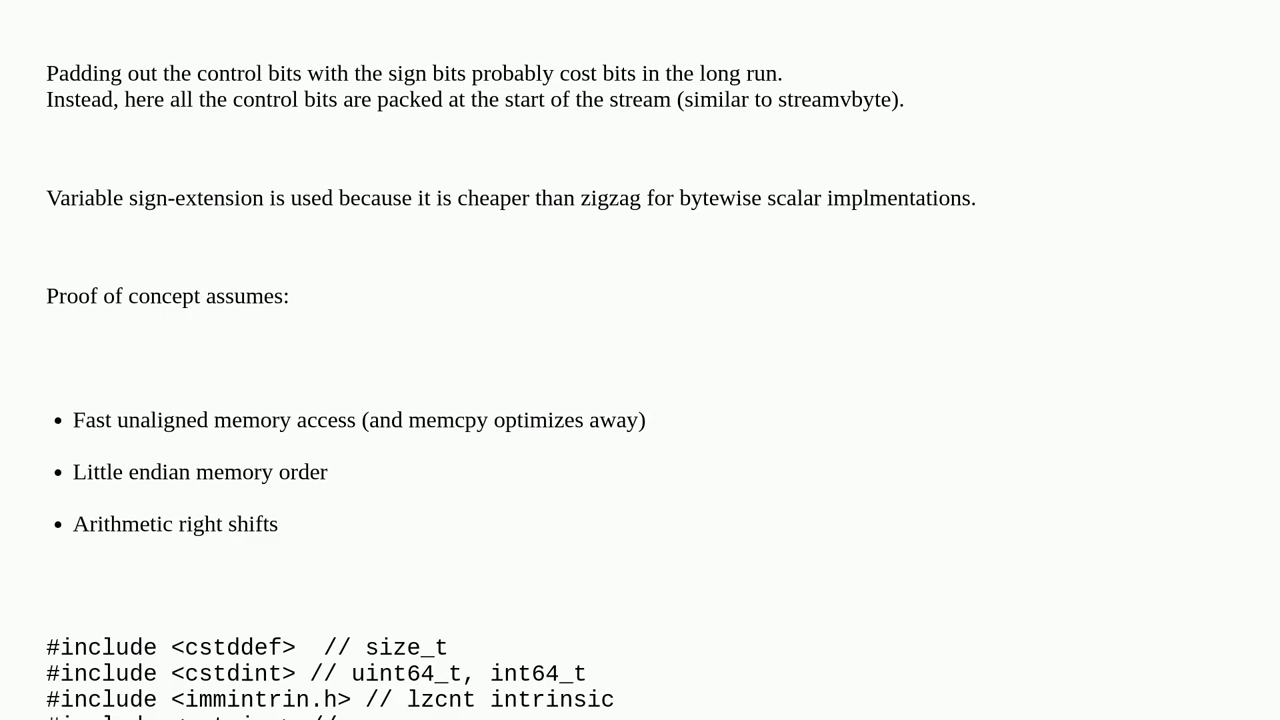 Padding out the control bits with the sign bits probably cost bits in the long run.
Instead, here all the control bits are packed at the start of the stream (similar to streamvbyte).
Variable sign-extension is used because it is cheaper than zigzag for bytewise scalar implmentations.
Proof of concept assumes:
• Fast unaligned memory access (and memcpy optimizes away)
• Little endian memory order
• Arithmetic right shifts
#include <cstddef>  // size_t
#include <cstdint> // uint64_t, int64_t
#include <immintrin.h> // lzcnt intrinsic